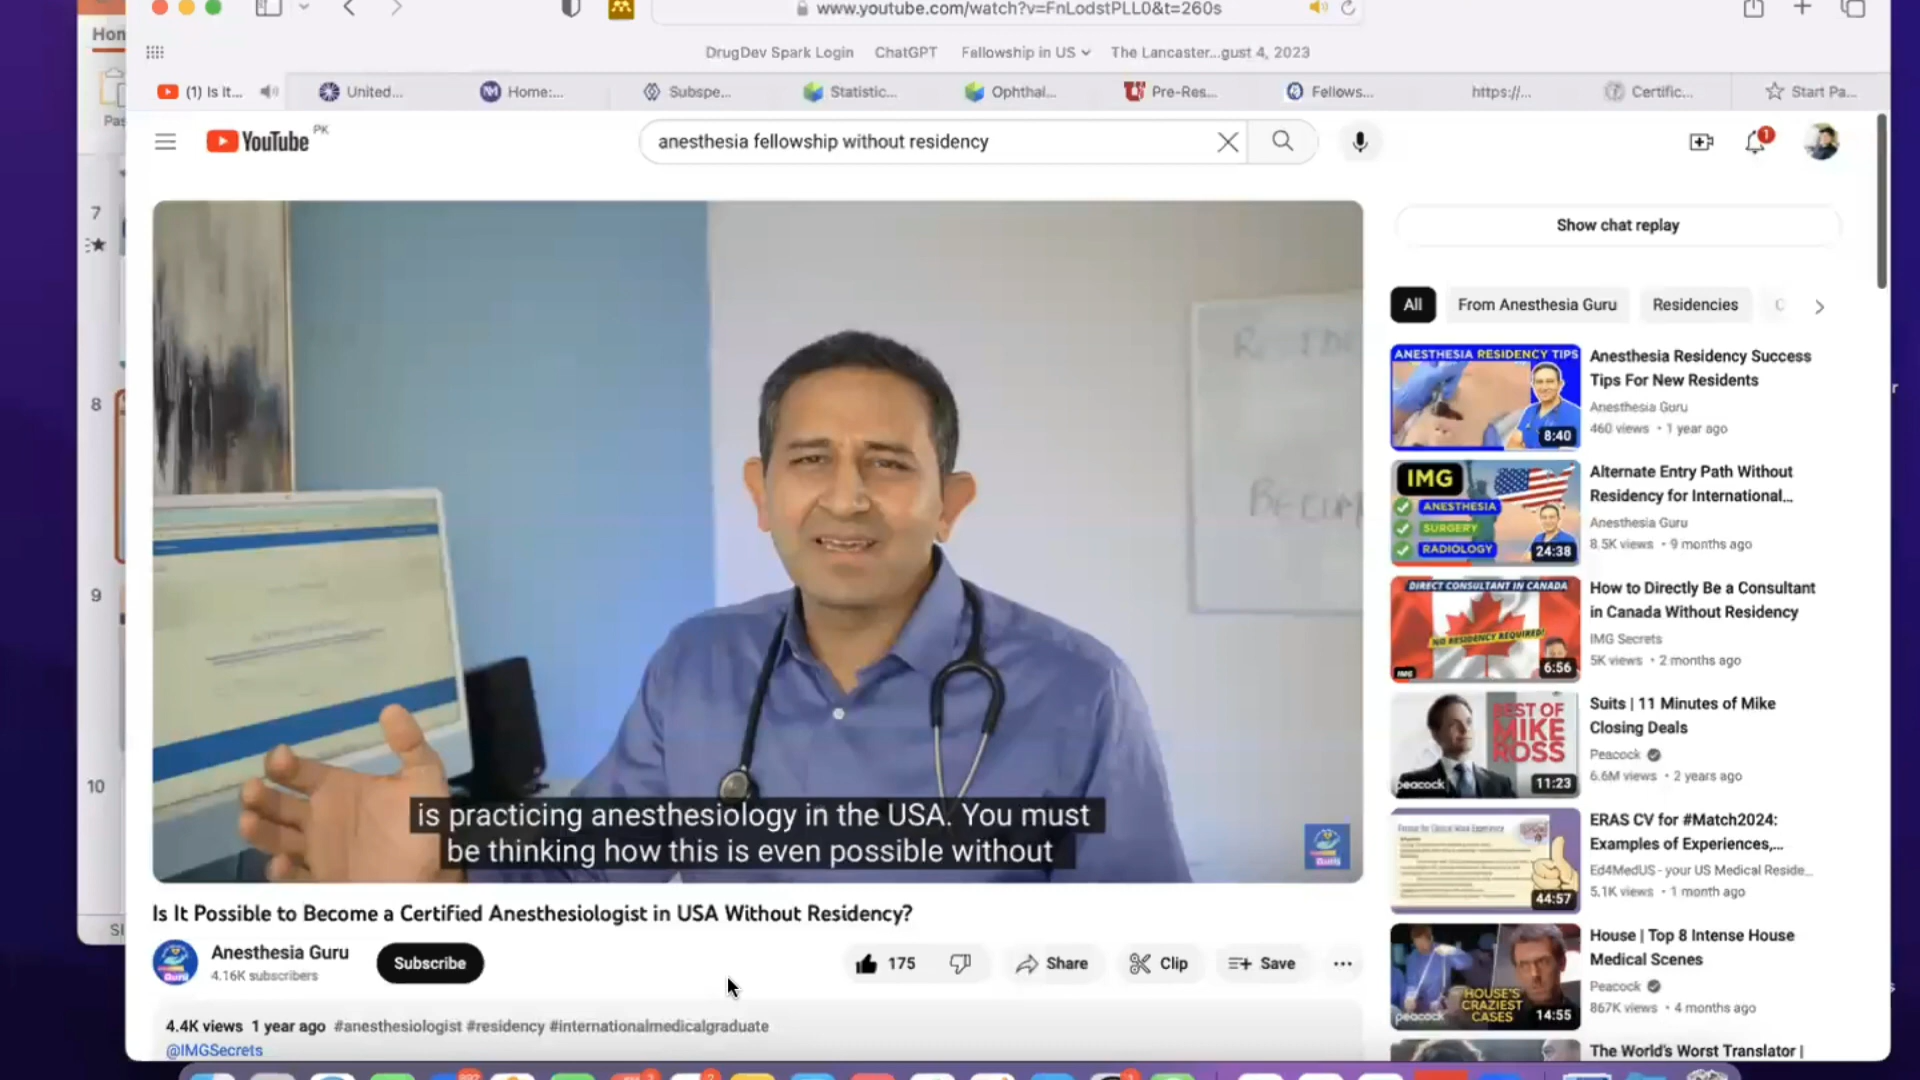 www.youtube.com/watch?v=FnLodstPLL0&t=260s
DrugDev Spark Login ChatGPT Fellowship in US The Lancaster...gust 4, 2023
(1) Is It... United... Home:... Subspe... Statistic... Ophthal... Pre-Res... Fellows... https://... Certific... Start Pa...
YouTube PK
anesthesia fellowship without residency
1
Show chat replay
All From Anesthesia Guru Residencies
7
8
9
10
is practicing anesthesiology in the USA. You must
be thinking how this is even possible without
Is It Possible to Become a Certified Anesthesiologist in USA Without Residency?
Anesthesia Guru
4.16K subscribers
Subscribe
175
Share
Clip
Save
4.4K views 1 year ago #anesthesiologist #residency #internationalmedicalgraduate
@IMGSecrets
ANESTHESIA RESIDENCY TIPS
8:40
Anesthesia Residency Success
Tips For New Residents
Anesthesia Guru
460 views • 1 year ago
IMG
ANESTHESIA
SURGERY
RADIOLOGY
24:38
Alternate Entry Path Without
Residency for International...
Anesthesia Guru
8.5K views • 9 months ago
DIRECT CONSULTANT IN CANADA
NO RESIDENCY REQUIRED!
IMG
6:56
How to Directly Be a Consultant
in Canada Without Residency
IMG Secrets
5K views • 2 months ago
BEST OF
MIKE
ROSS
peacock
11:23
Suits | 11 Minutes of Mike
Closing Deals
Peacock
6.6M views • 2 years ago
44:57
ERAS CV for #Match2024:
Examples of Experiences,...
Ed4MedUS - your US Medical Reside...
5.1K views • 1 month ago
HOUSE'S
CRAZIEST
CASES
peacock
14:55
House | Top 8 Intense House
Medical Scenes
Peacock
867K views • 4 months ago
The World's Worst Translator |